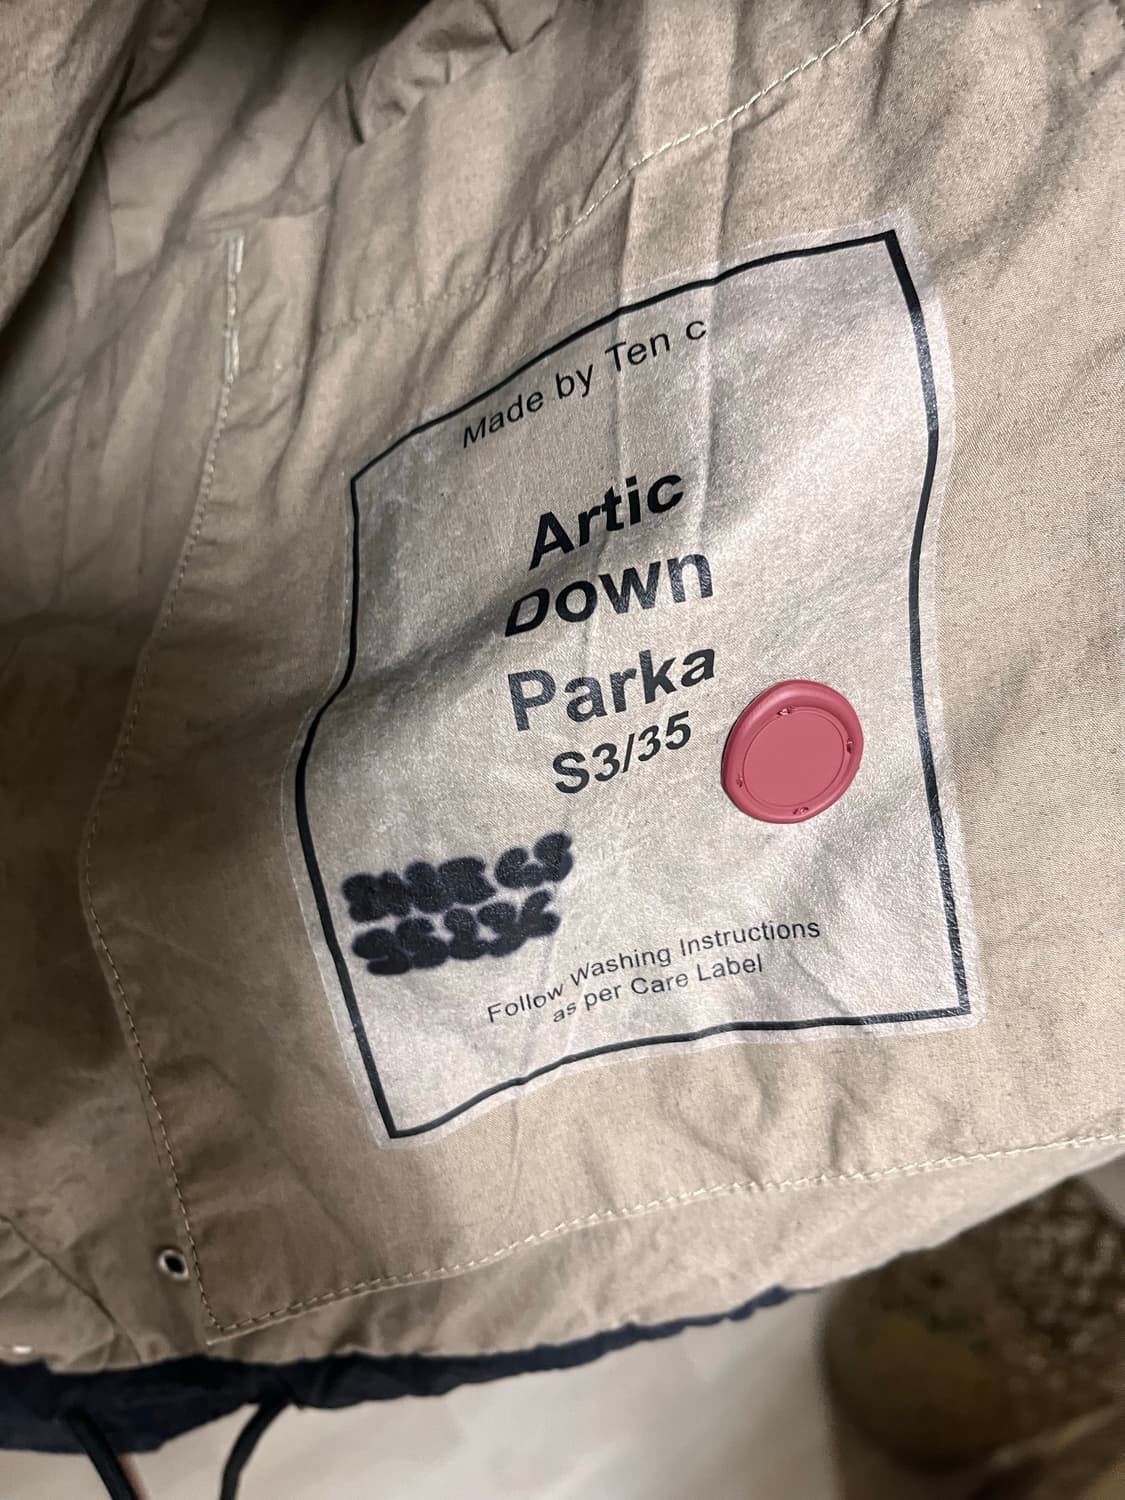 Made by Ten c
Artic
Down
Parka
S3/35
Follow Washing Instructions
as per Care Label